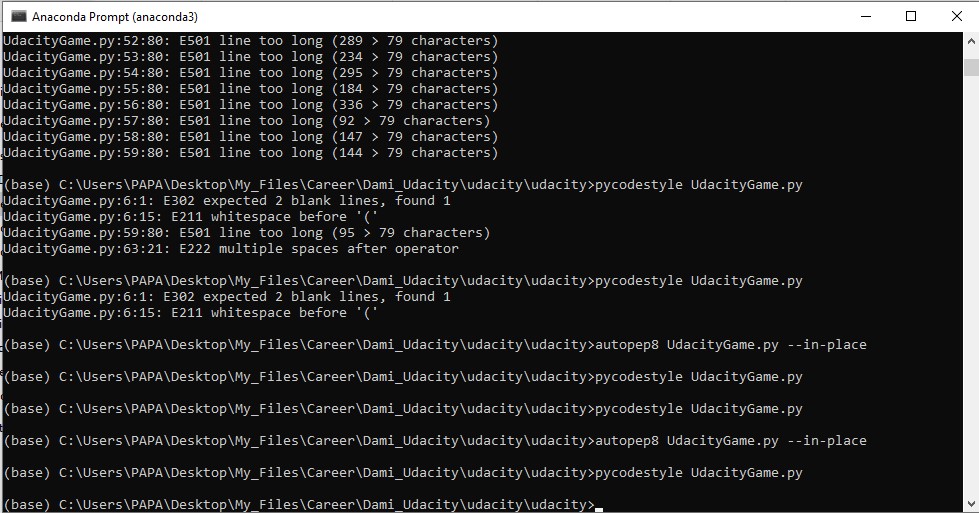 Anaconda Prompt (anaconda3)
UdacityGame.py:52:80: E501 line too long (289 > 79 characters)
UdacityGame.py:53:80: E501 line too long (234 > 79 characters)
UdacityGame.py:54:80: E501 line too long (295 > 79 characters)
UdacityGame.py:55:80: E501 line too long (184 > 79 characters)
UdacityGame.py:56:80: E501 line too long (336 > 79 characters)
UdacityGame.py:57:80: E501 line too long (92 > 79 characters)
UdacityGame.py:58:80: E501 line too long (147 > 79 characters)
UdacityGame.py:59:80: E501 line too long (144 > 79 characters)
(base) C:\Users\PAPA\Desktop\My_Files\Career\Dami_Udacity\udacity\udacity>pycodestyle UdacityGame.py
UdacityGame.py:6:1: E302 expected 2 blank lines, found 1
UdacityGame.py:6:15: E211 whitespace before '('
UdacityGame.py:59:80: E501 line too long (95 > 79 characters)
UdacityGame.py:63:21: E222 multiple spaces after operator
(base) C:\Users\PAPA\Desktop\My_Files\Career\Dami_Udacity\udacity\udacity>pycodestyle UdacityGame.py
UdacityGame.py:6:1: E302 expected 2 blank lines, found 1
UdacityGame.py:6:15: E211 whitespace before '('
(base) C:\Users\PAPA\Desktop\My_Files\Career\Dami_Udacity\udacity\udacity>autopep8 UdacityGame.py --in-place
(base) C:\Users\PAPA\Desktop\My_Files\Career\Dami_Udacity\udacity\udacity>pycodestyle UdacityGame.py
(base) C:\Users\PAPA\Desktop\My_Files\Career\Dami_Udacity\udacity\udacity>pycodestyle UdacityGame.py
(base) C:\Users\PAPA\Desktop\My_Files\Career\Dami_Udacity\udacity\udacity>autopep8 UdacityGame.py --in-place
(base) C:\Users\PAPA\Desktop\My_Files\Career\Dami_Udacity\udacity\udacity>pycodestyle UdacityGame.py
(base) C:\Users\PAPA\Desktop\My_Files\Career\Dami_Udacity\udacity\udacity>